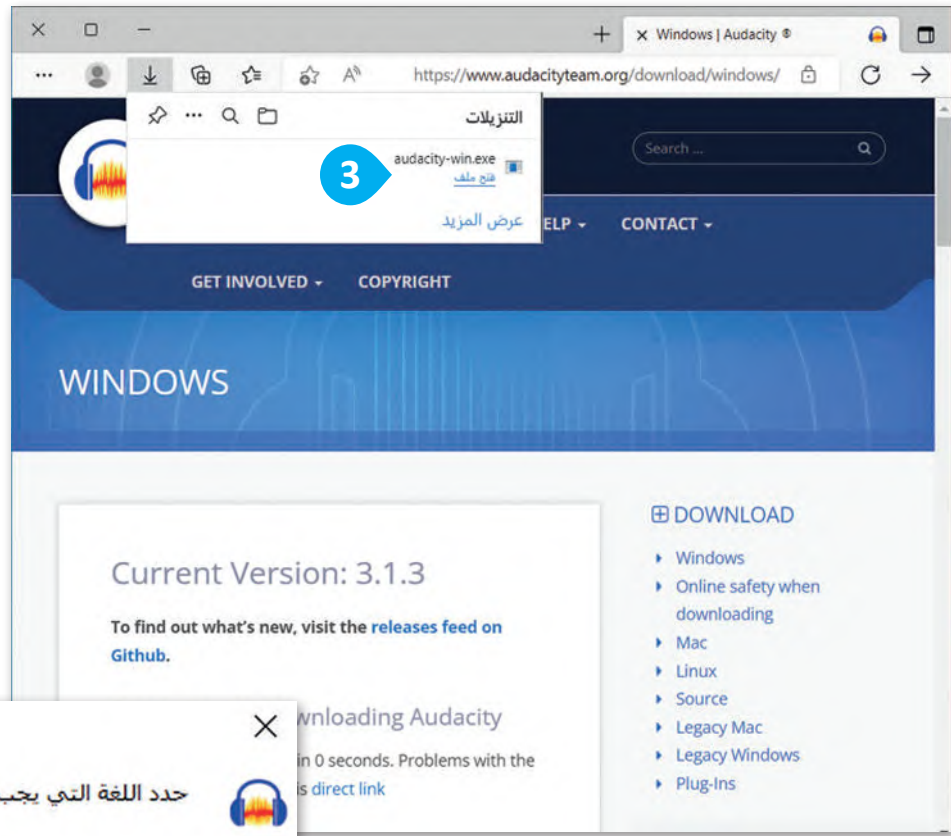 Windows | Audacity ®
https://www.audacityteam.org/download/windows/
التنزيلات
audacity-win.exe
فتح ملف
3
عرض المزيد
Search ...
ELP
CONTACT
GET INVOLVED
COPYRIGHT
WINDOWS
Current Version: 3.1.3
To find out what's new, visit the releases feed on
Github.
wnloading Audacity
in 0 seconds. Problems with the
is direct link
DOWNLOAD
Windows
Online safety when
downloading
Mac
Linux
Source
Legacy Mac
Legacy Windows
Plug-Ins
حدد اللغة التي يجب